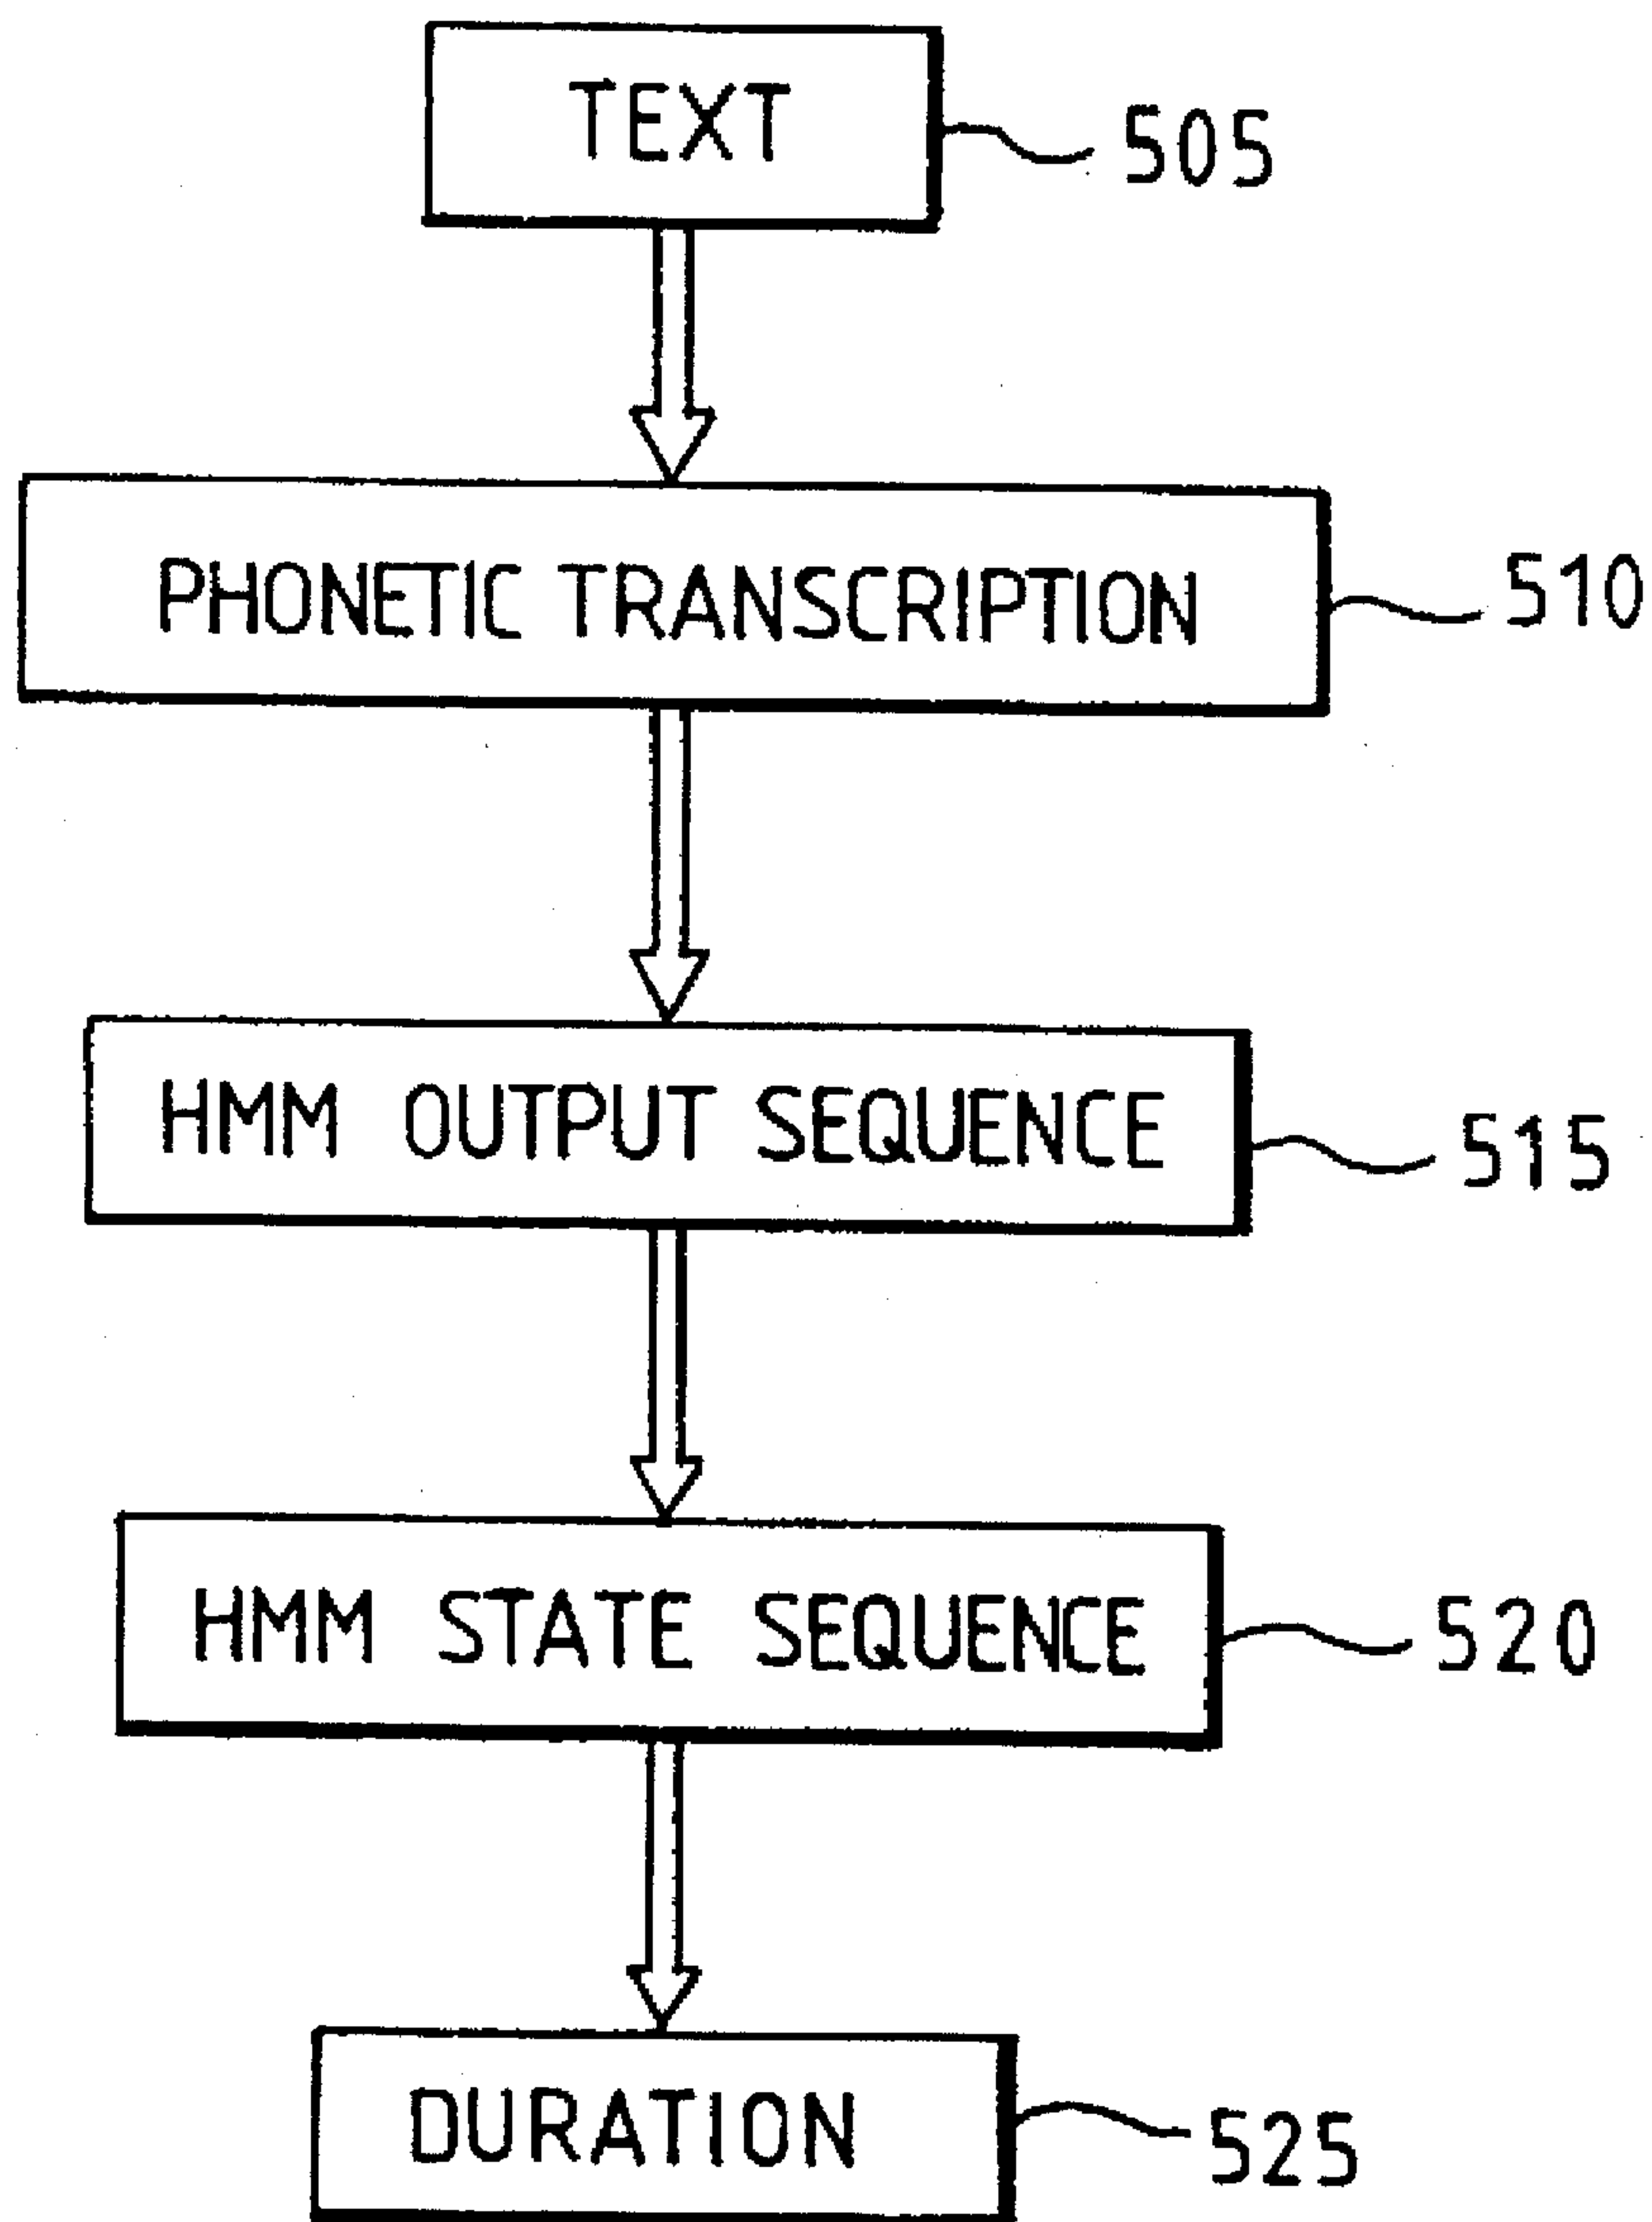 TEXT 505
PHONETIC TRANSCRIPTION 510
HMM OUTPUT SEQUENCE 515
HMM STATE SEQUENCE 520
DURATION 525